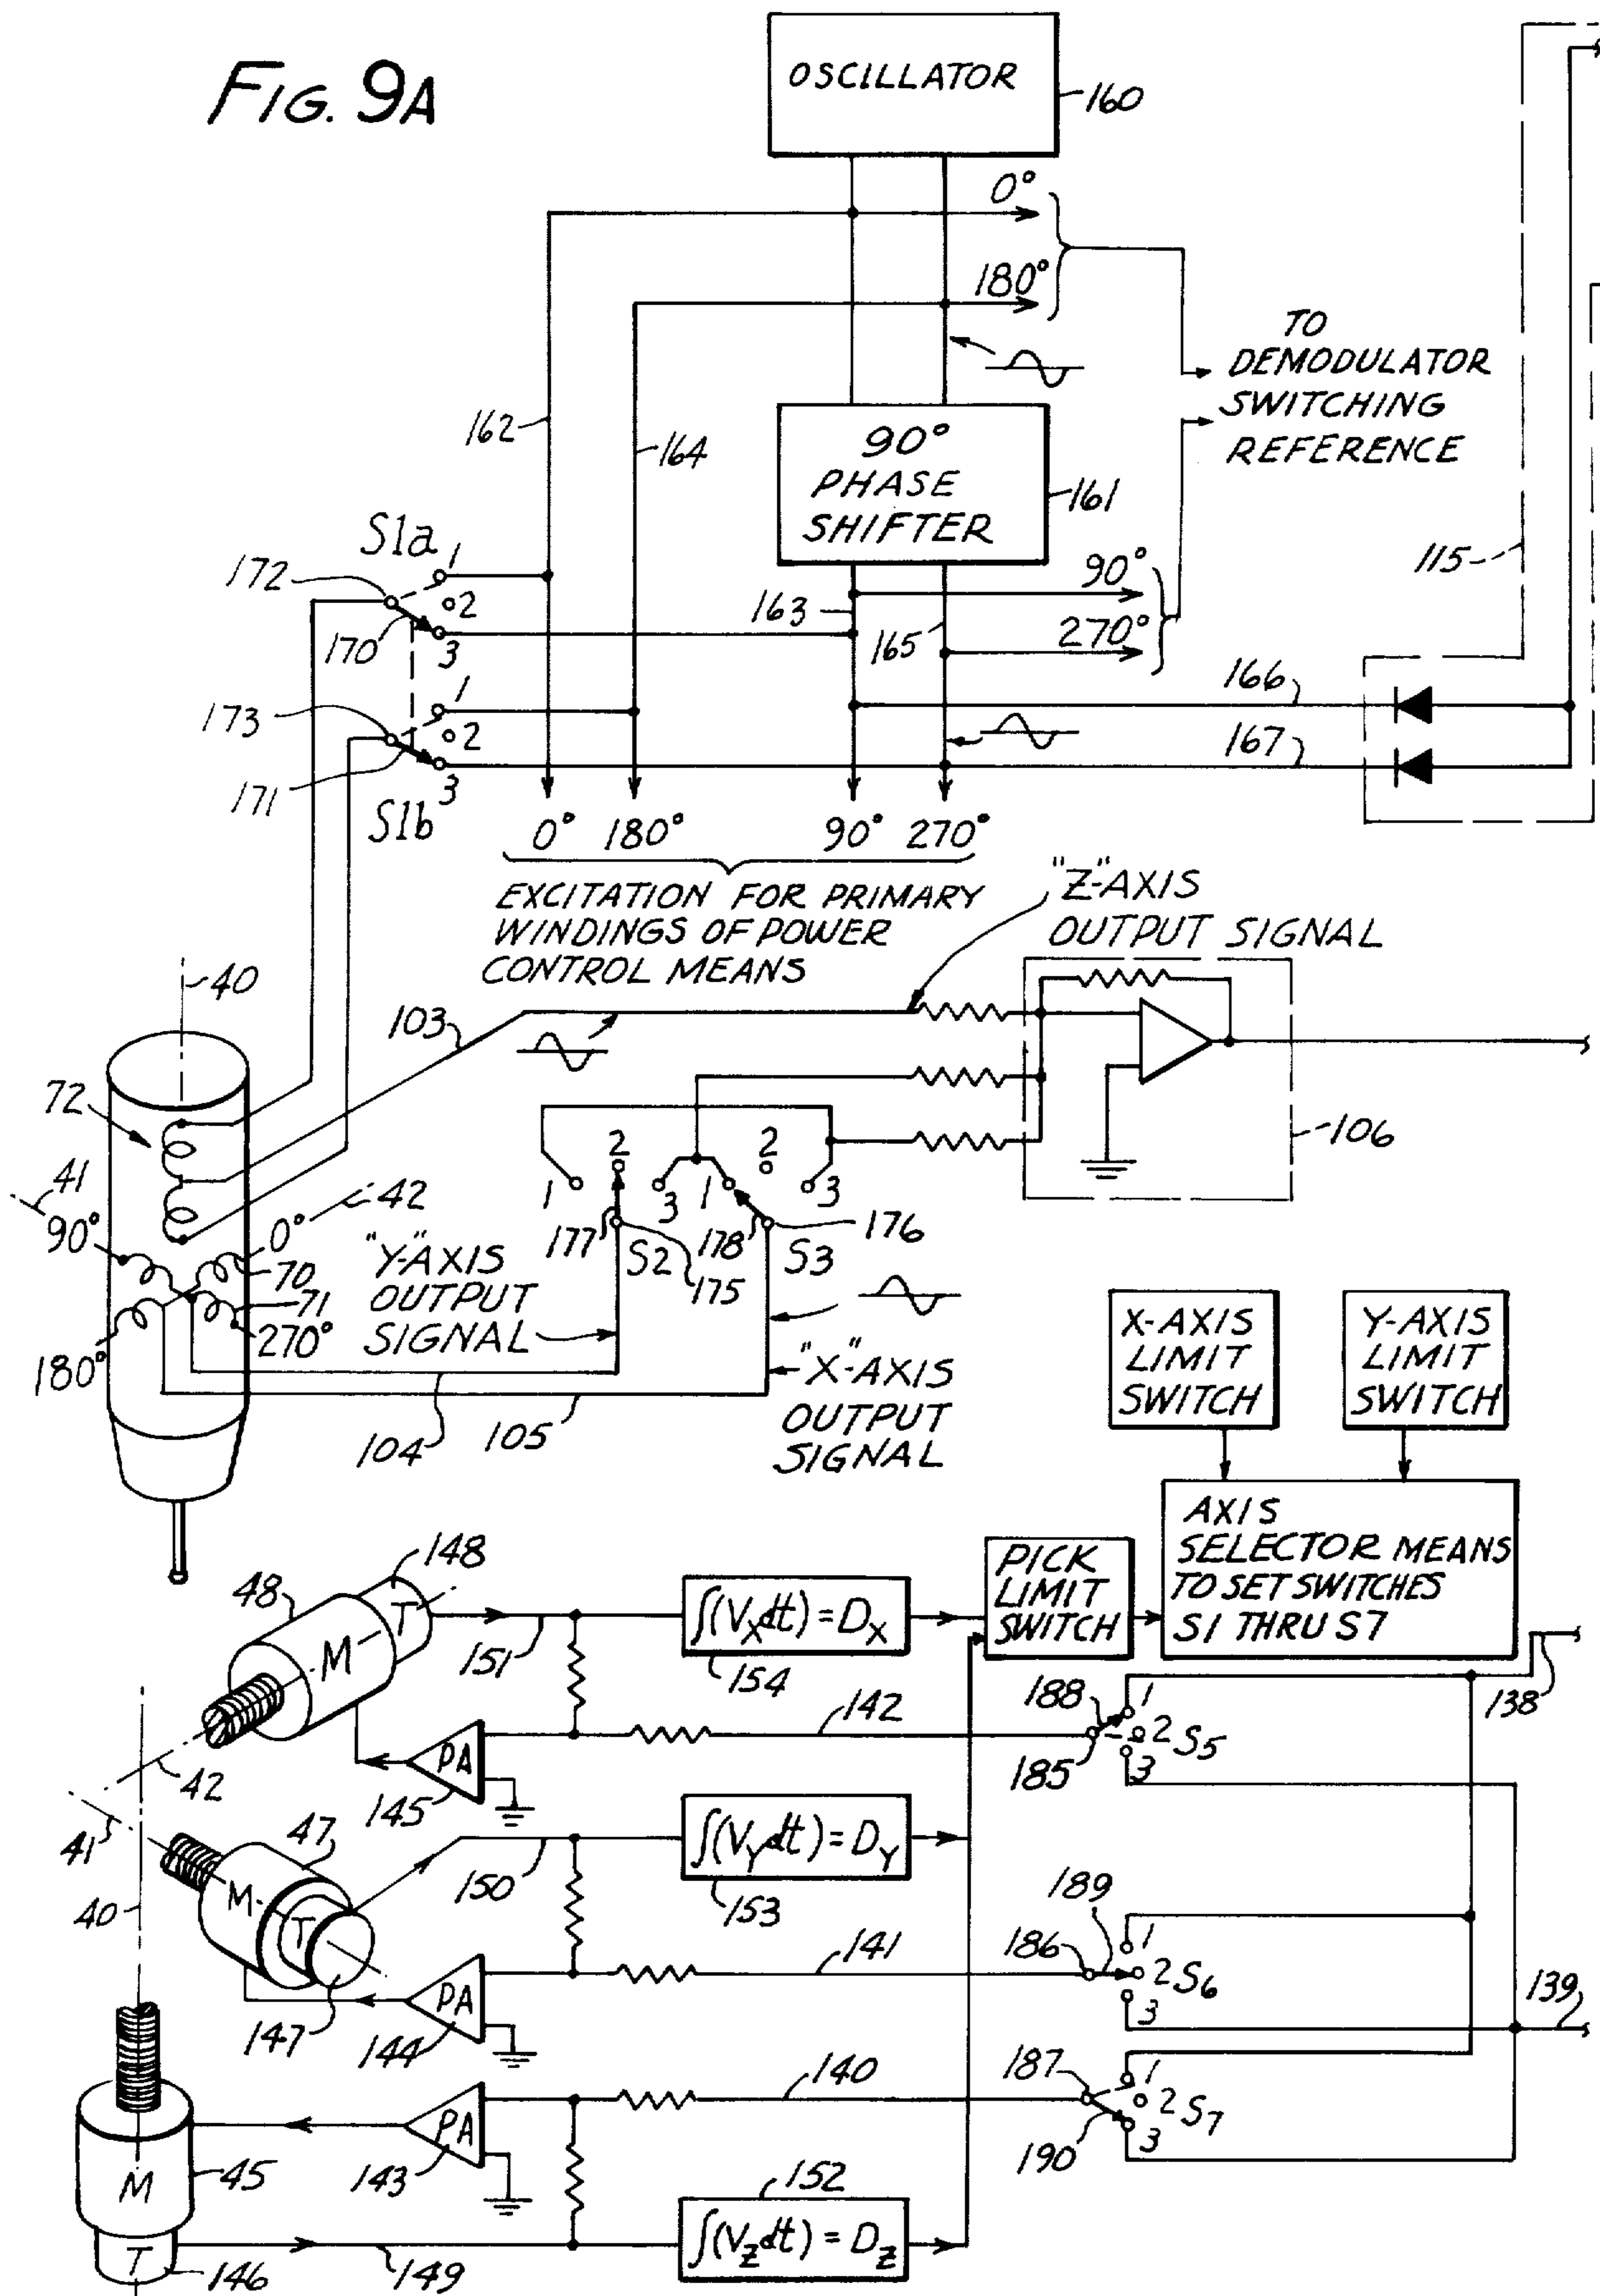 FIG. 9A
OSCILLATOR
160
0°
180°
TO
DEMODULATOR
SWITCHING
REFERENCE
162
164
90°
PHASE
SHIFTER
161
115
S1a
172
1
2
3
170
163
165
90°
270°
166
167
173
1
2
3
171
S1b
0° 180° 90° 270°
EXCITATION FOR PRIMARY
WINDINGS OF POWER
CONTROL MEANS
"Z"-AXIS
OUTPUT SIGNAL
40
103
72
106
41
42
90°
0°
70
71
270°
180°
1
2
3
1
2
3
177
S2
175
178
S3
176
"Y"-AXIS
OUTPUT
SIGNAL
"X"-AXIS
OUTPUT
SIGNAL
104
105
X-AXIS
LIMIT
SWITCH
Y-AXIS
LIMIT
SWITCH
AXIS
SELECTOR MEANS
TO SET SWITCHES
S1 THRU S7
PICK
LIMIT
SWITCH
148
48
T
M
151
∫(VX dt) = DX
154
142
188
1
2
3
S5
185
138
PA
145
42
41
40
47
M
T
147
150
∫(VY dt) = DY
153
141
189
186
1
2
3
S6
139
PA
144
140
187
1
2
3
S7
190
PA
143
M
45
T
146
149
152
∫(VZ dt) = DZ